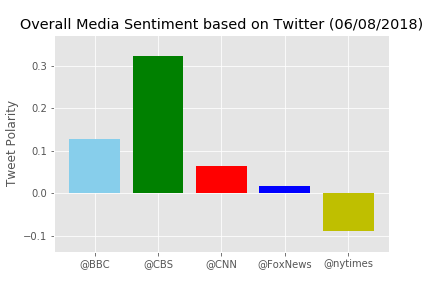 Overall Media Sentiment based on Twitter (06/08/2018)
Tweet Polarity
0.3
0.2
0.1
0.0
−0.1
@BBC @CBS @CNN @FoxNews @nytimes